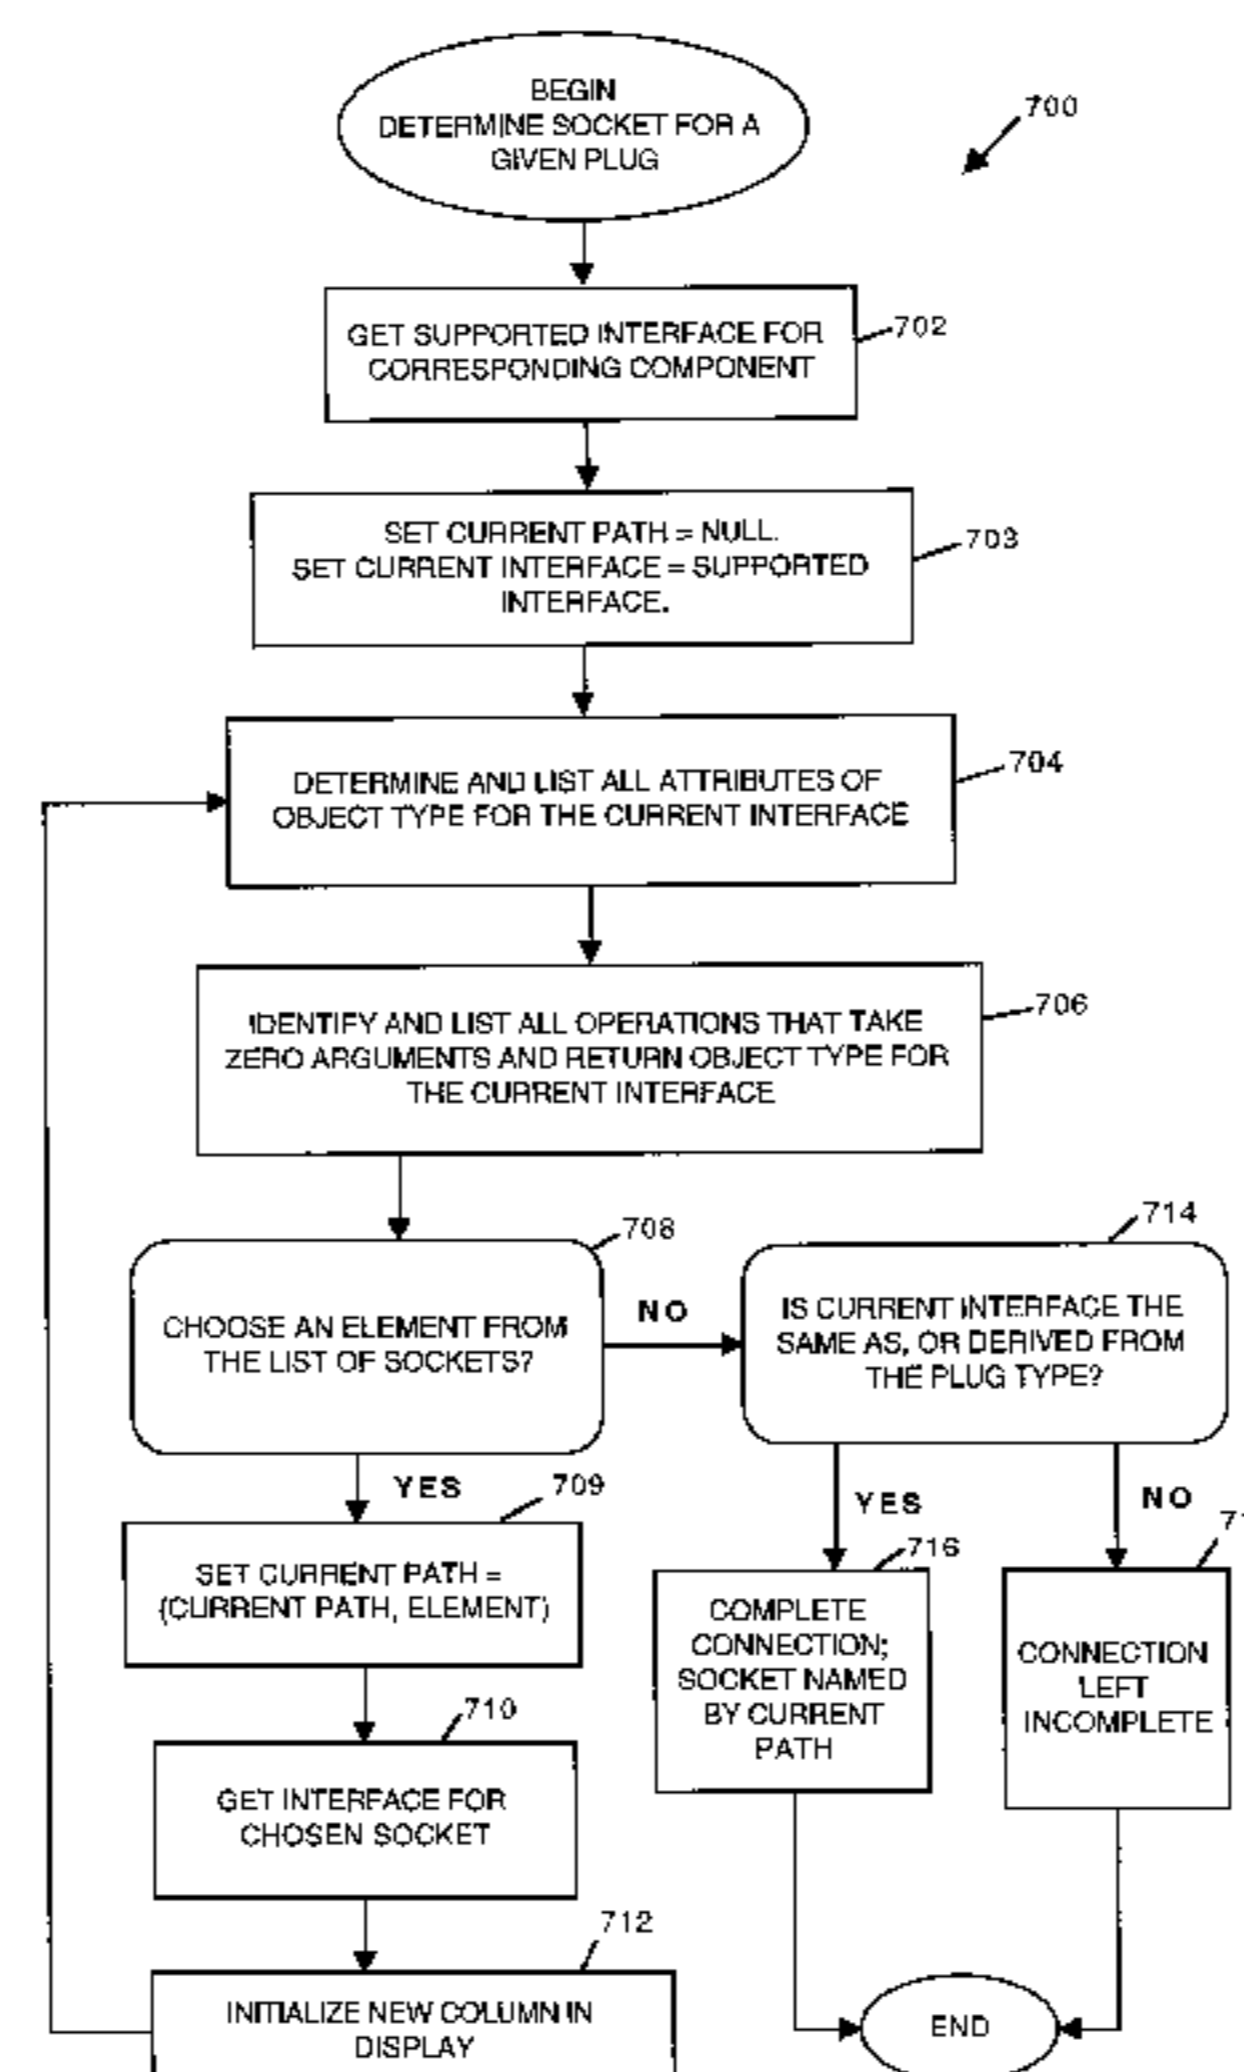 BEGIN
DETERMINE SOCKET FOR A
GIVEN PLUG
700
GET SUPPORTED INTERFACE FOR
CORRESPONDING COMPONENT
702
SET CURRENT PATH = NULL.
SET CURRENT INTERFACE = SUPPORTED
INTERFACE.
703
DETERMINE AND LIST ALL ATTRIBUTES OF
OBJECT TYPE FOR THE CURRENT INTERFACE
704
IDENTIFY AND LIST ALL OPERATIONS THAT TAKE
ZERO ARGUMENTS AND RETURN OBJECT TYPE FOR
THE CURRENT INTERFACE
706
CHOOSE AN ELEMENT FROM
THE LIST OF SOCKETS?
708
NO
IS CURRENT INTERFACE THE
SAME AS, OR DERIVED FROM
THE PLUG TYPE?
714
YES
709
SET CURRENT PATH =
(CURRENT PATH, ELEMENT)
YES
716
COMPLETE
CONNECTION;
SOCKET NAMED
BY CURRENT
PATH
NO
CONNECTION
LEFT
INCOMPLETE
710
GET INTERFACE FOR
CHOSEN SOCKET
712
INITIALIZE NEW COLUMN IN
DISPLAY
END